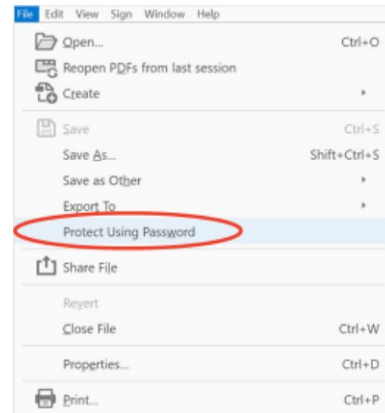 File Edit View Sign Window Help
Open... Ctrl+O
Reopen PDFs from last session
Create
Save Ctrl+S
Save As... Shift+Ctrl+S
Save as Other
Export To
Protect Using Password
Share File
Revert
Close File Ctrl+W
Properties... Ctrl+D
Print... Ctrl+P